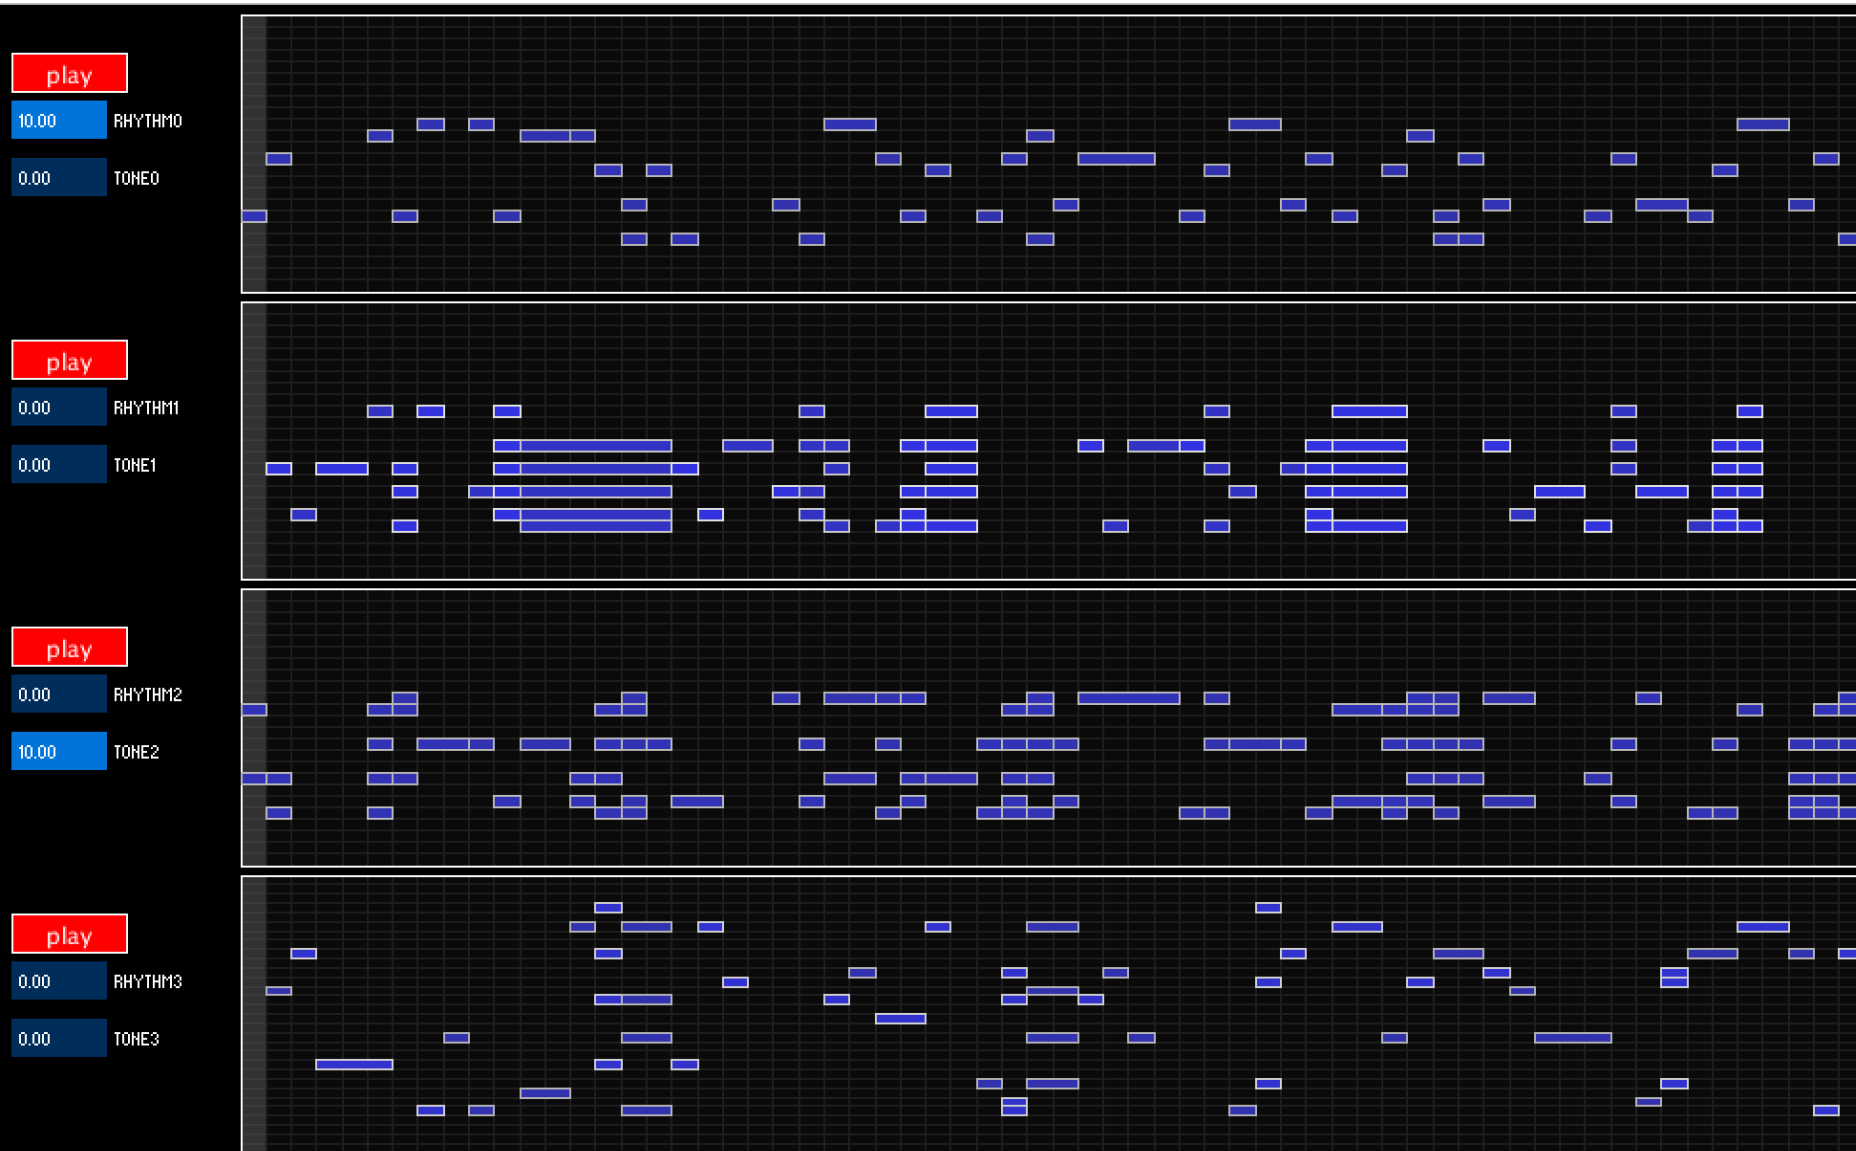 play
10.00 RHYTHM0
0.00 TONE0
play
0.00 RHYTHM1
0.00 TONE1
play
0.00 RHYTHM2
10.00 TONE2
play
0.00 RHYTHM3
0.00 TONE3